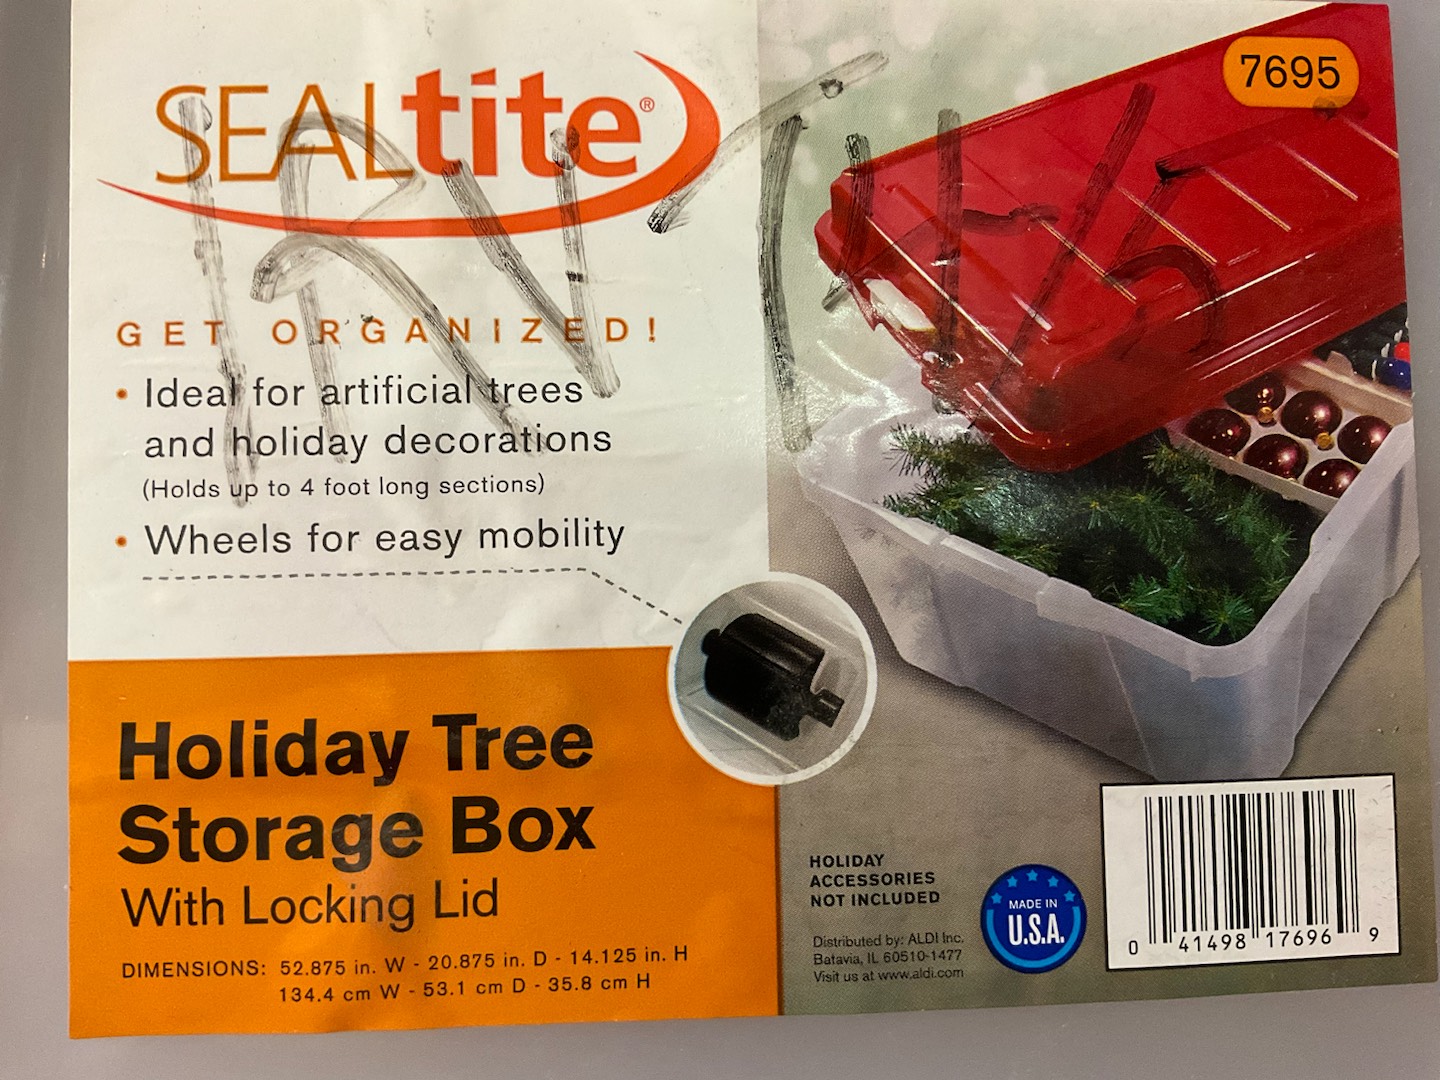 SEALtite®
7695
GET ORGANIZED!
• Ideal for artificial trees
and holiday decorations
(Holds up to 4 foot long sections)
• Wheels for easy mobility
Holiday Tree
Storage Box
With Locking Lid
DIMENSIONS: 52.875 in. W - 20.875 in. D - 14.125 in. H
134.4 cm W - 53.1 cm D - 35.8 cm H
HOLIDAY
ACCESSORIES
NOT INCLUDED
Distributed by: ALDI Inc.
Batavia, IL 60510-1477
Visit us at www.aldi.com
MADE IN
U.S.A.
0 41498 17696 9